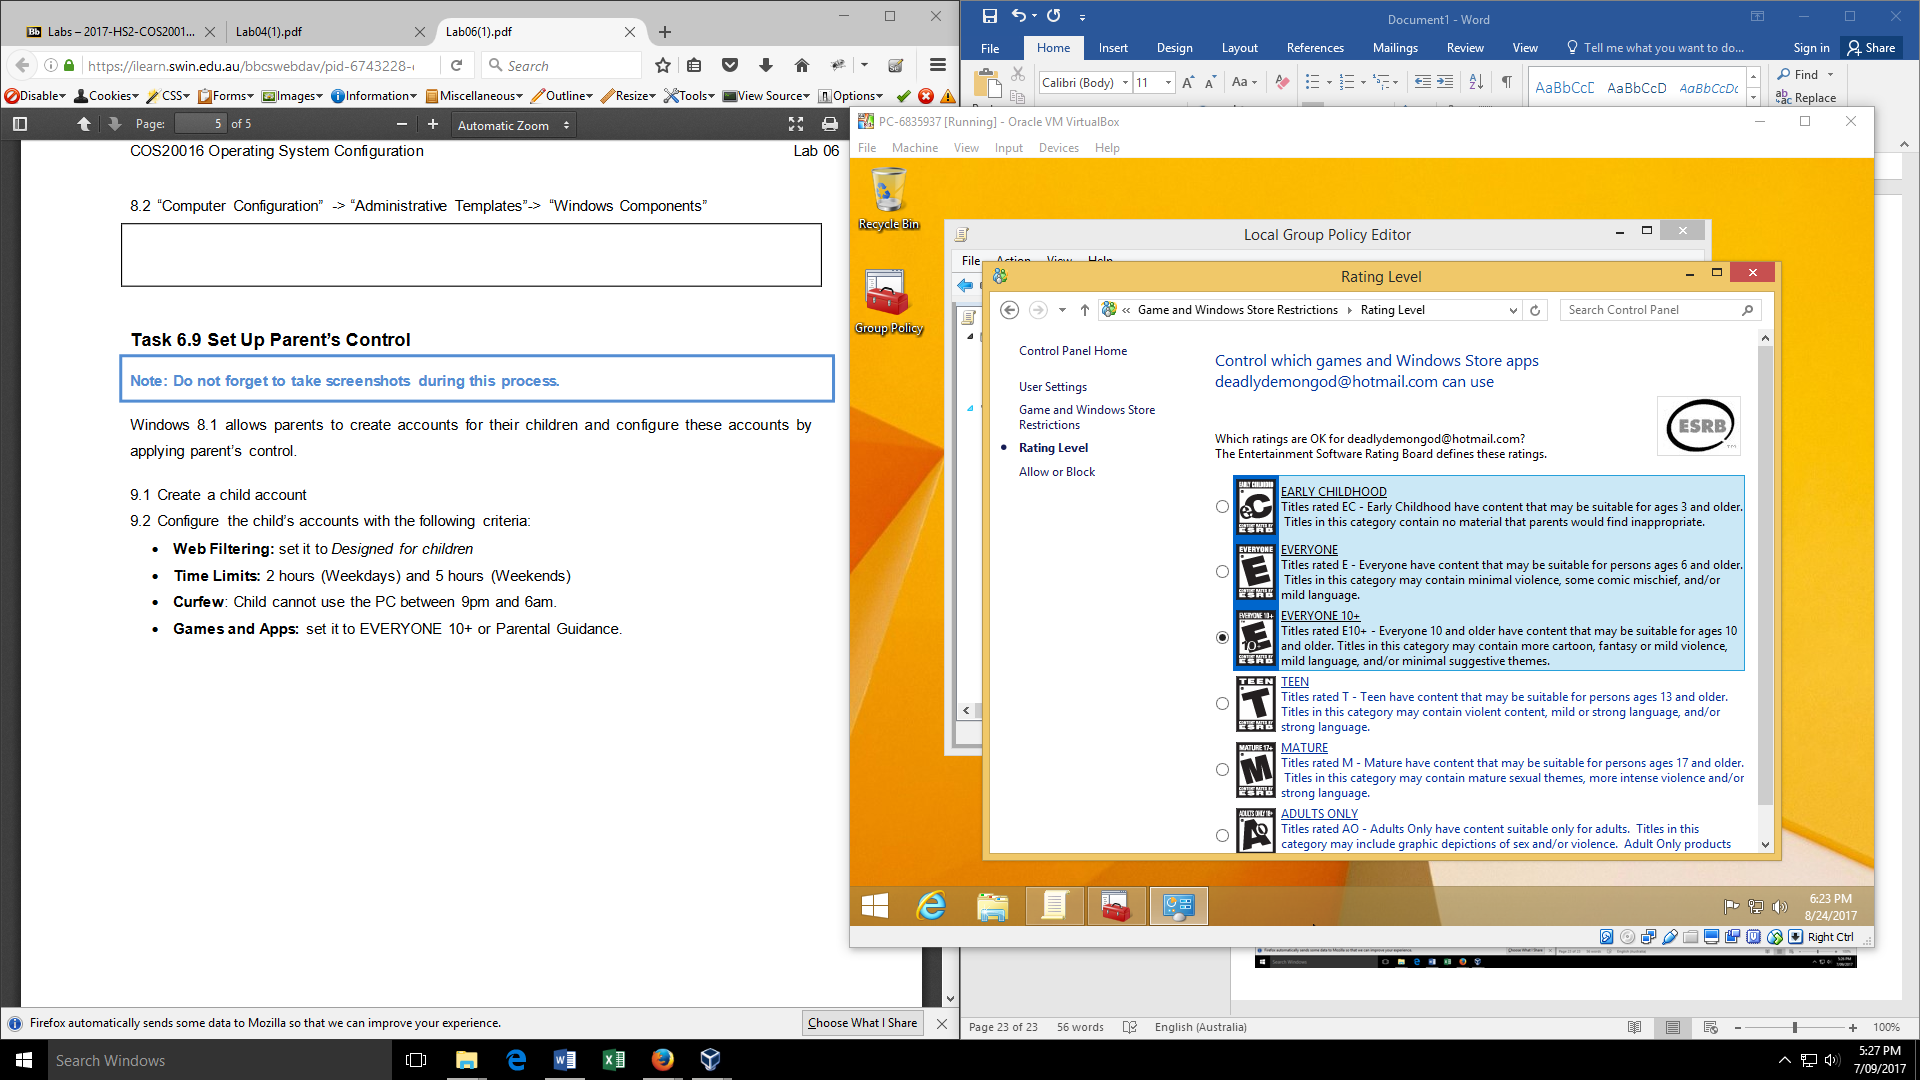 Labs – 2017-HS2-COS2001...
Lab04(1).pdf
Lab06(1).pdf
https://ilearn.swin.edu.au/bbcswebdav/pid-6743228-
Search
Disable
Cookies
CSS
Forms
Images
Information
Miscellaneous
Outline
Resize
Tools
View Source
Options
Page:
5
of 5
Automatic Zoom
COS20016 Operating System Configuration
Lab 06
8.2 “Computer Configuration” -> “Administrative Templates”-> “Windows Components”
Task 6.9 Set Up Parent’s Control
Note: Do not forget to take screenshots during this process.
Windows 8.1 allows parents to create accounts for their children and configure these accounts by
applying parent’s control.
9.1 Create a child account
9.2 Configure the child’s accounts with the following criteria:
• Web Filtering: set it to Designed for children
• Time Limits: 2 hours (Weekdays) and 5 hours (Weekends)
• Curfew: Child cannot use the PC between 9pm and 6am.
• Games and Apps: set it to EVERYONE 10+ or Parental Guidance.
Firefox automatically sends some data to Mozilla so that we can improve your experience.
Choose What I Share
Document1 - Word
File
Home
Insert
Design
Layout
References
Mailings
Review
View
Tell me what you want to do...
Sign in
Share
Calibri (Body)
11
Aa
AaBbCcDc
AaBbCcD
AaBbCcDc
Find
Replace
PC-6835937 [Running] - Oracle VM VirtualBox
File
Machine
View
Input
Devices
Help
Recycle Bin
Group Policy
Local Group Policy Editor
File
Action
View
Help
Rating Level
Game and Windows Store Restrictions
Rating Level
Search Control Panel
Control Panel Home
User Settings
Game and Windows Store
Restrictions
Rating Level
Allow or Block
Control which games and Windows Store apps
deadlydemongod@hotmail.com can use
ESRB
Which ratings are OK for deadlydemongod@hotmail.com?
The Entertainment Software Rating Board defines these ratings.
EARLY CHILDHOOD
Titles rated EC - Early Childhood have content that may be suitable for ages 3 and older.
Titles in this category contain no material that parents would find inappropriate.
EVERYONE
Titles rated E - Everyone have content that may be suitable for persons ages 6 and older.
Titles in this category may contain minimal violence, some comic mischief, and/or
mild language.
EVERYONE 10+
Titles rated E10+ - Everyone 10 and older have content that may be suitable for ages 10
and older. Titles in this category may contain more cartoon, fantasy or mild violence,
mild language, and/or minimal suggestive themes.
TEEN
Titles rated T - Teen have content that may be suitable for persons ages 13 and older.
Titles in this category may contain violent content, mild or strong language, and/or
strong language.
MATURE
Titles rated M - Mature have content that may be suitable for persons ages 17 and older.
Titles in this category may contain mature sexual themes, more intense violence and/or
strong language.
ADULTS ONLY
Titles rated AO - Adults Only have content suitable only for adults. Titles in this
category may include graphic depictions of sex and/or violence. Adult Only products
6:23 PM
8/24/2017
Right Ctrl
Page 23 of 23
56 words
English (Australia)
100%
Search Windows
5:27 PM
7/09/2017